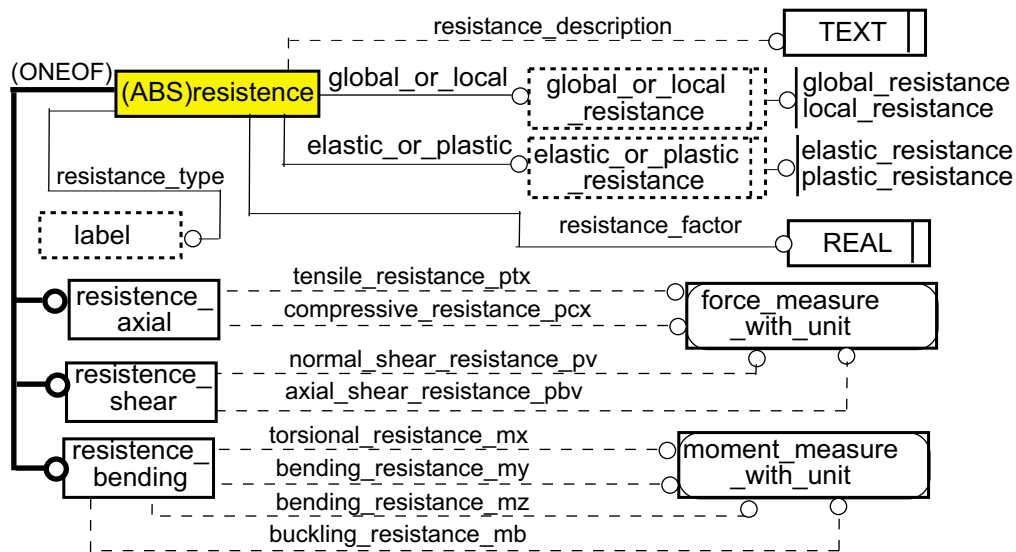 resistance_description
TEXT
(ONEOF)
(ABS)resistence
global_or_local
global_or_local
_resistance
global_resistance
local_resistance
elastic_or_plastic
elastic_or_plastic
_resistance
elastic_resistance
plastic_resistance
resistance_type
label
resistance_factor
REAL
resistence_
axial
tensile_resistance_ptx
compressive_resistance_pcx
force_measure
_with_unit
resistence_
shear
normal_shear_resistance_pv
axial_shear_resistance_pbv
resistence_
bending
torsional_resistance_mx
bending_resistance_my
bending_resistance_mz
buckling_resistance_mb
moment_measure
_with_unit